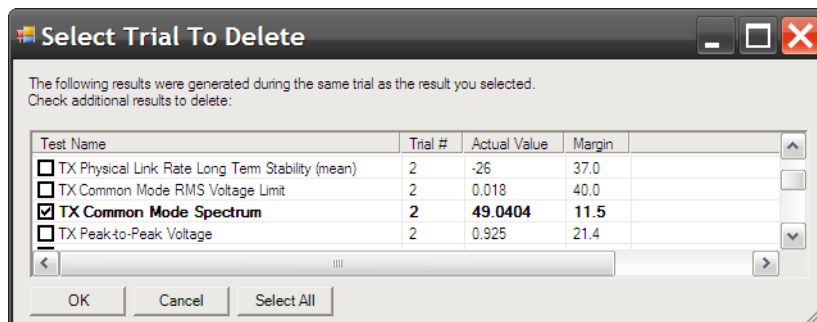 Select Trial To Delete
The following results were generated during the same trial as the result you selected.
Check additional results to delete:
Test Name Trial # Actual Value Margin
TX Physical Link Rate Long Term Stability (mean) 2 -26 37.0
TX Common Mode RMS Voltage Limit 2 0.018 40.0
TX Common Mode Spectrum 2 49.0404 11.5
TX Peak-to-Peak Voltage 2 0.925 21.4
OK Cancel Select All